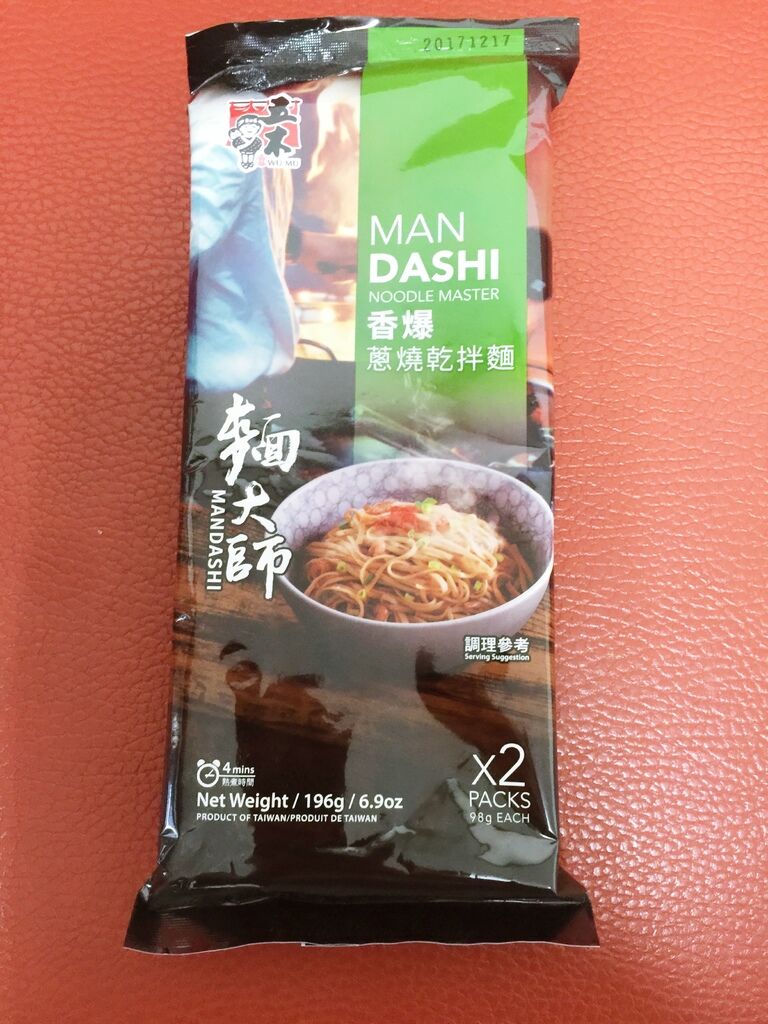 20171217
五木
WU-MU
MAN
DASHI
NOODLE MASTER
香爆
蔥燒乾拌麵
麵大師
MANDASHI
調理參考
Serving Suggestion
4 mins
熟煮時間
Net Weight / 196g / 6.9oz
PRODUCT OF TAIWAN/PRODUIT DE TAIWAN
x2
PACKS
98g EACH